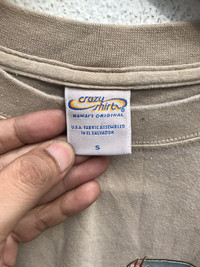 crazy
shirts®
HAWAI'I ORIGINAL
U.S.A. FABRIC ASSEMBLED
IN EL SALVADOR
S